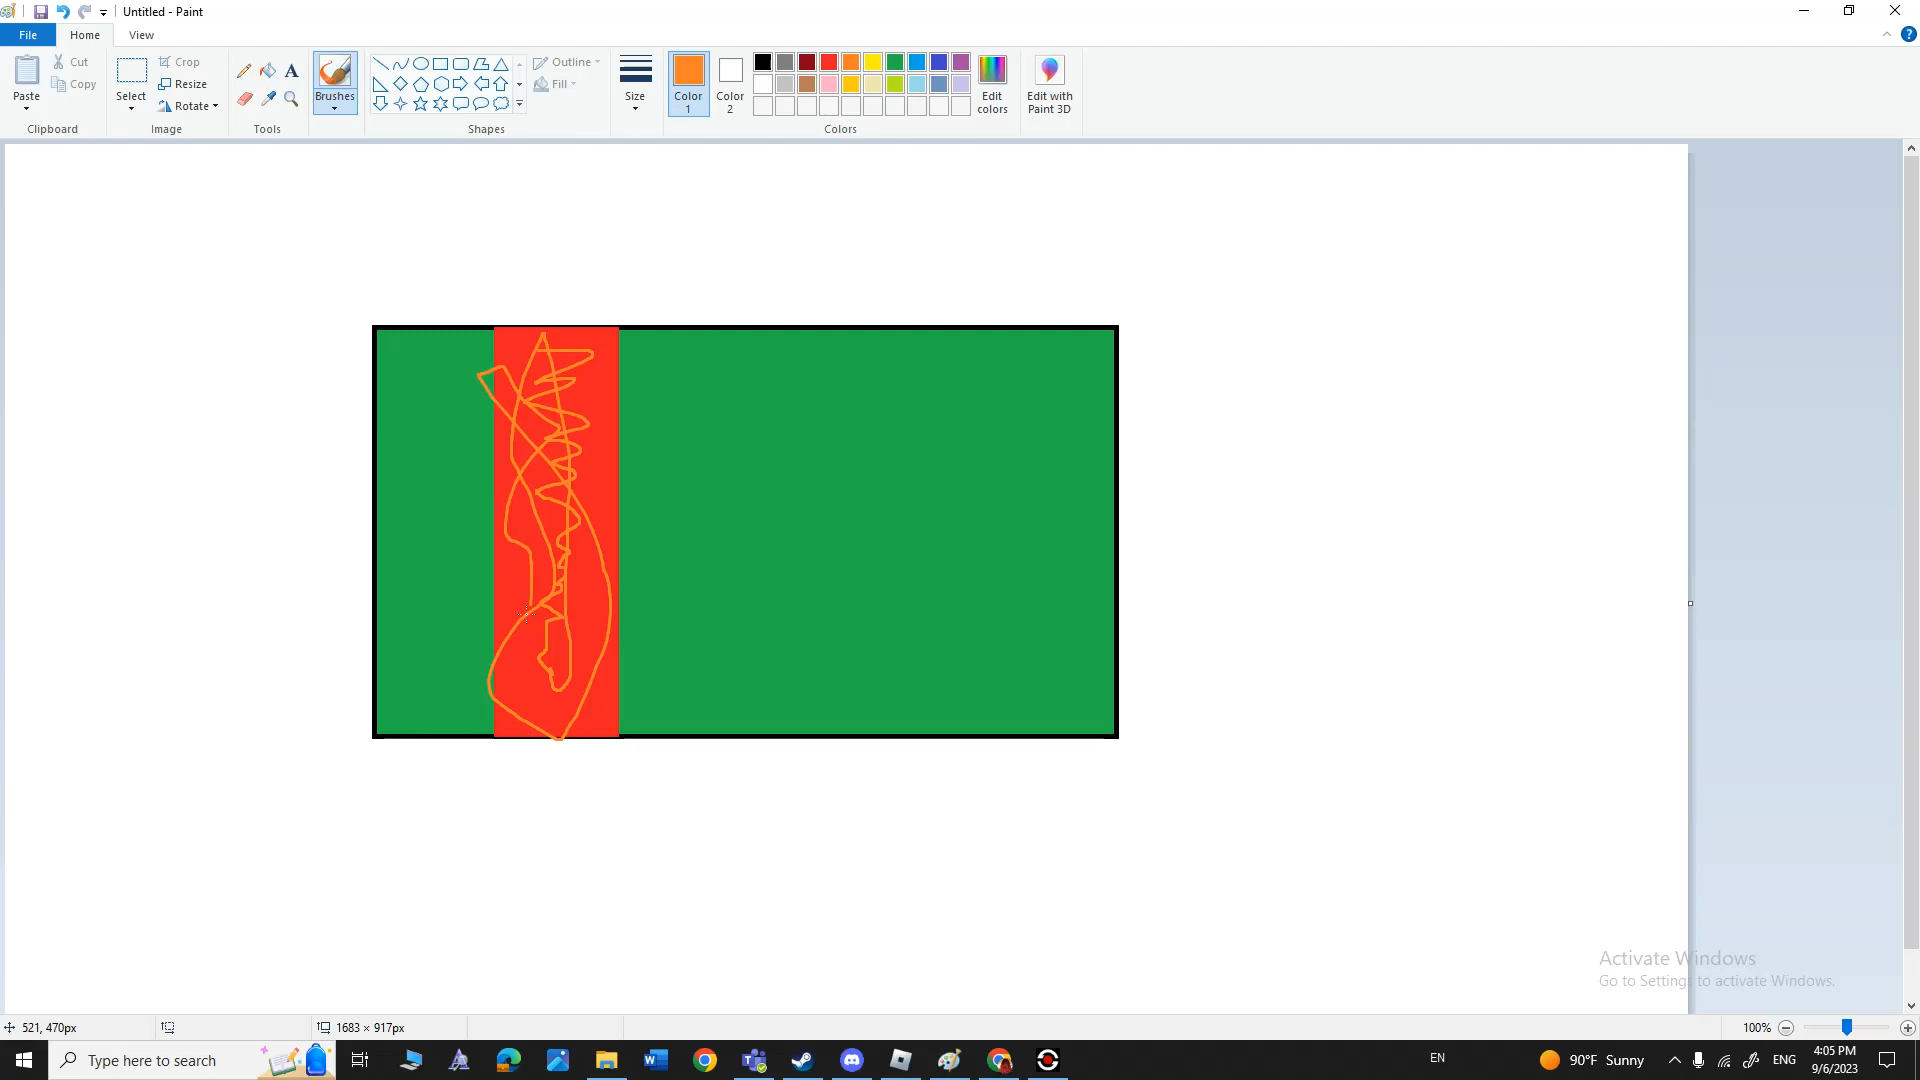 Untitled - Paint
File Home View
Paste
Cut
Copy
Clipboard
Select
Crop
Resize
Rotate
Image
Tools
Brushes
Shapes
Outline
Fill
Size
Color 1
Color 2
Colors
Edit colors
Edit with Paint 3D
Activate Windows
Go to Settings to activate Windows.
521, 470px
1683 × 917px
100%
Type here to search
EN
90°F Sunny
ENG
4:05 PM
9/6/2023